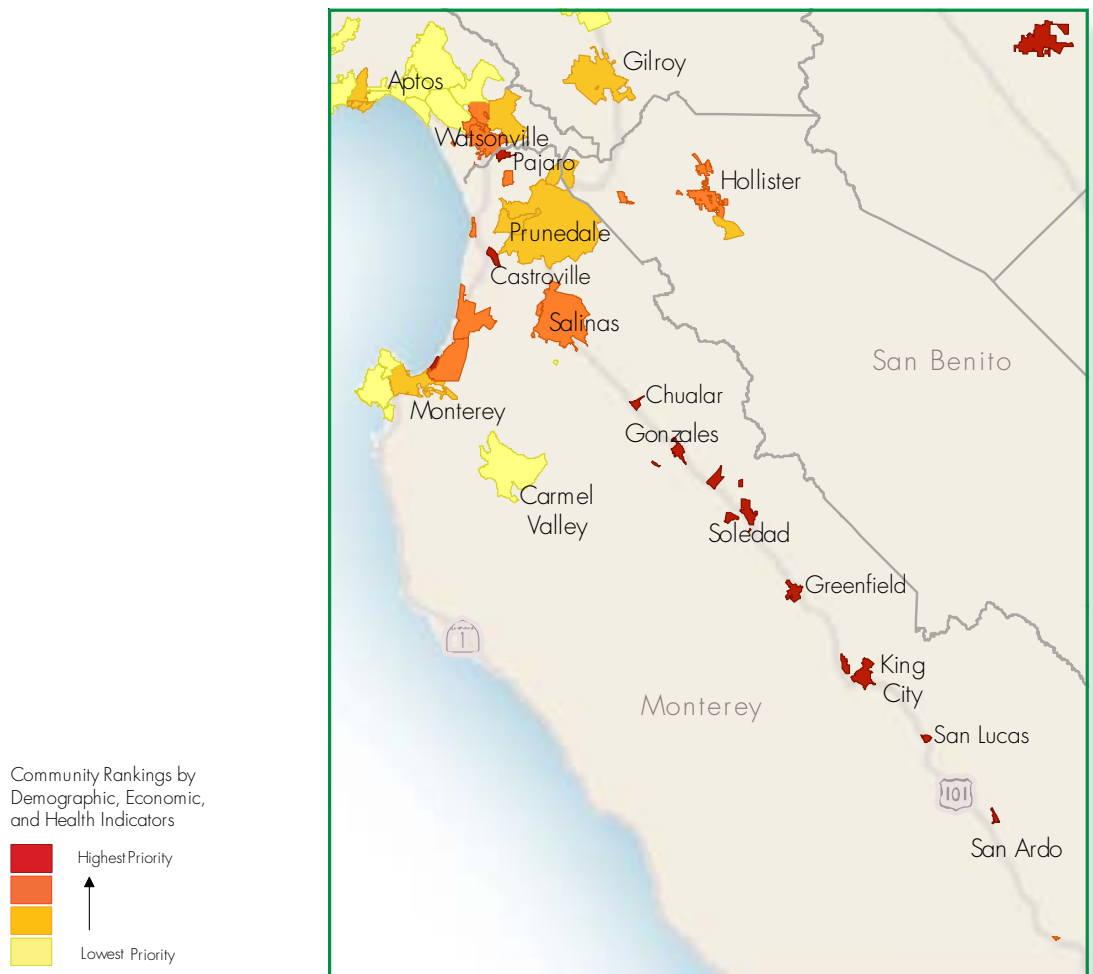 Gilroy
Aptos
Watsonville
Pajaro
Hollister
Prunedale
Castroville
Salinas
San Benito
Chualar
Monterey
Gonzales
Carmel
Valley
Soledad
Greenfield
1
King
City
Monterey
San Lucas
101
San Ardo
Community Rankings by
Demographic, Economic,
and Health Indicators
Highest Priority
Lowest Priority